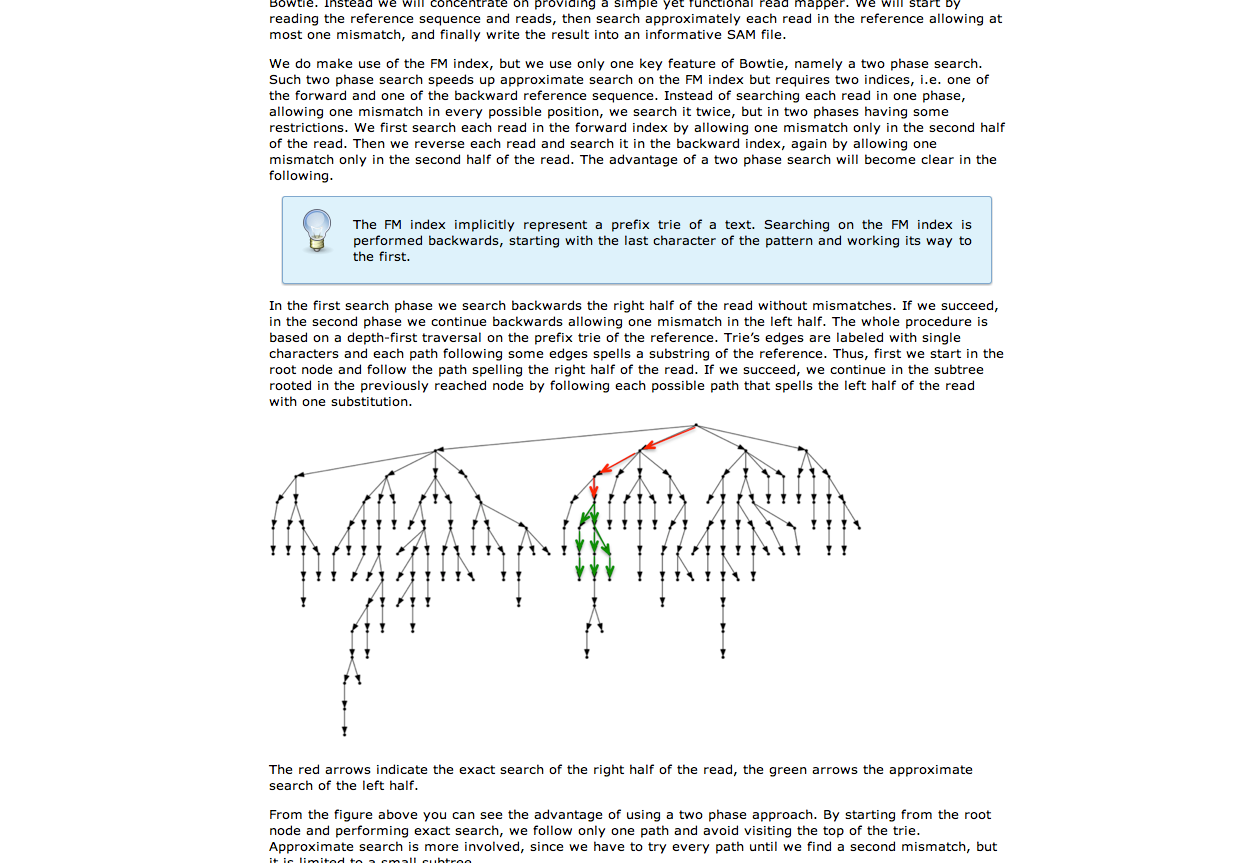 Bowtie. Instead we will concentrate on providing a simple yet functional read mapper. We will start by
reading the reference sequence and reads, then search approximately each read in the reference allowing at
most one mismatch, and finally write the result into an informative SAM file.
We do make use of the FM index, but we use only one key feature of Bowtie, namely a two phase search.
Such two phase search speeds up approximate search on the FM index but requires two indices, i.e. one of
the forward and one of the backward reference sequence. Instead of searching each read in one phase,
allowing one mismatch in every possible position, we search it twice, but in two phases having some
restrictions. We first search each read in the forward index by allowing one mismatch only in the second half
of the read. Then we reverse each read and search it in the backward index, again by allowing one
mismatch only in the second half of the read. The advantage of a two phase search will become clear in the
following.
The FM index implicitly represent a prefix trie of a text. Searching on the FM index is
performed backwards, starting with the last character of the pattern and working its way to
the first.
In the first search phase we search backwards the right half of the read without mismatches. If we succeed,
in the second phase we continue backwards allowing one mismatch in the left half. The whole procedure is
based on a depth-first traversal on the prefix trie of the reference. Trie’s edges are labeled with single
characters and each path following some edges spells a substring of the reference. Thus, first we start in the
root node and follow the path spelling the right half of the read. If we succeed, we continue in the subtree
rooted in the previously reached node by following each possible path that spells the left half of the read
with one substitution.
The red arrows indicate the exact search of the right half of the read, the green arrows the approximate
search of the left half.
From the figure above you can see the advantage of using a two phase approach. By starting from the root
node and performing exact search, we follow only one path and avoid visiting the top of the trie.
Approximate search is more involved, since we have to try every path until we find a second mismatch, but
it is limited to a small subtree.